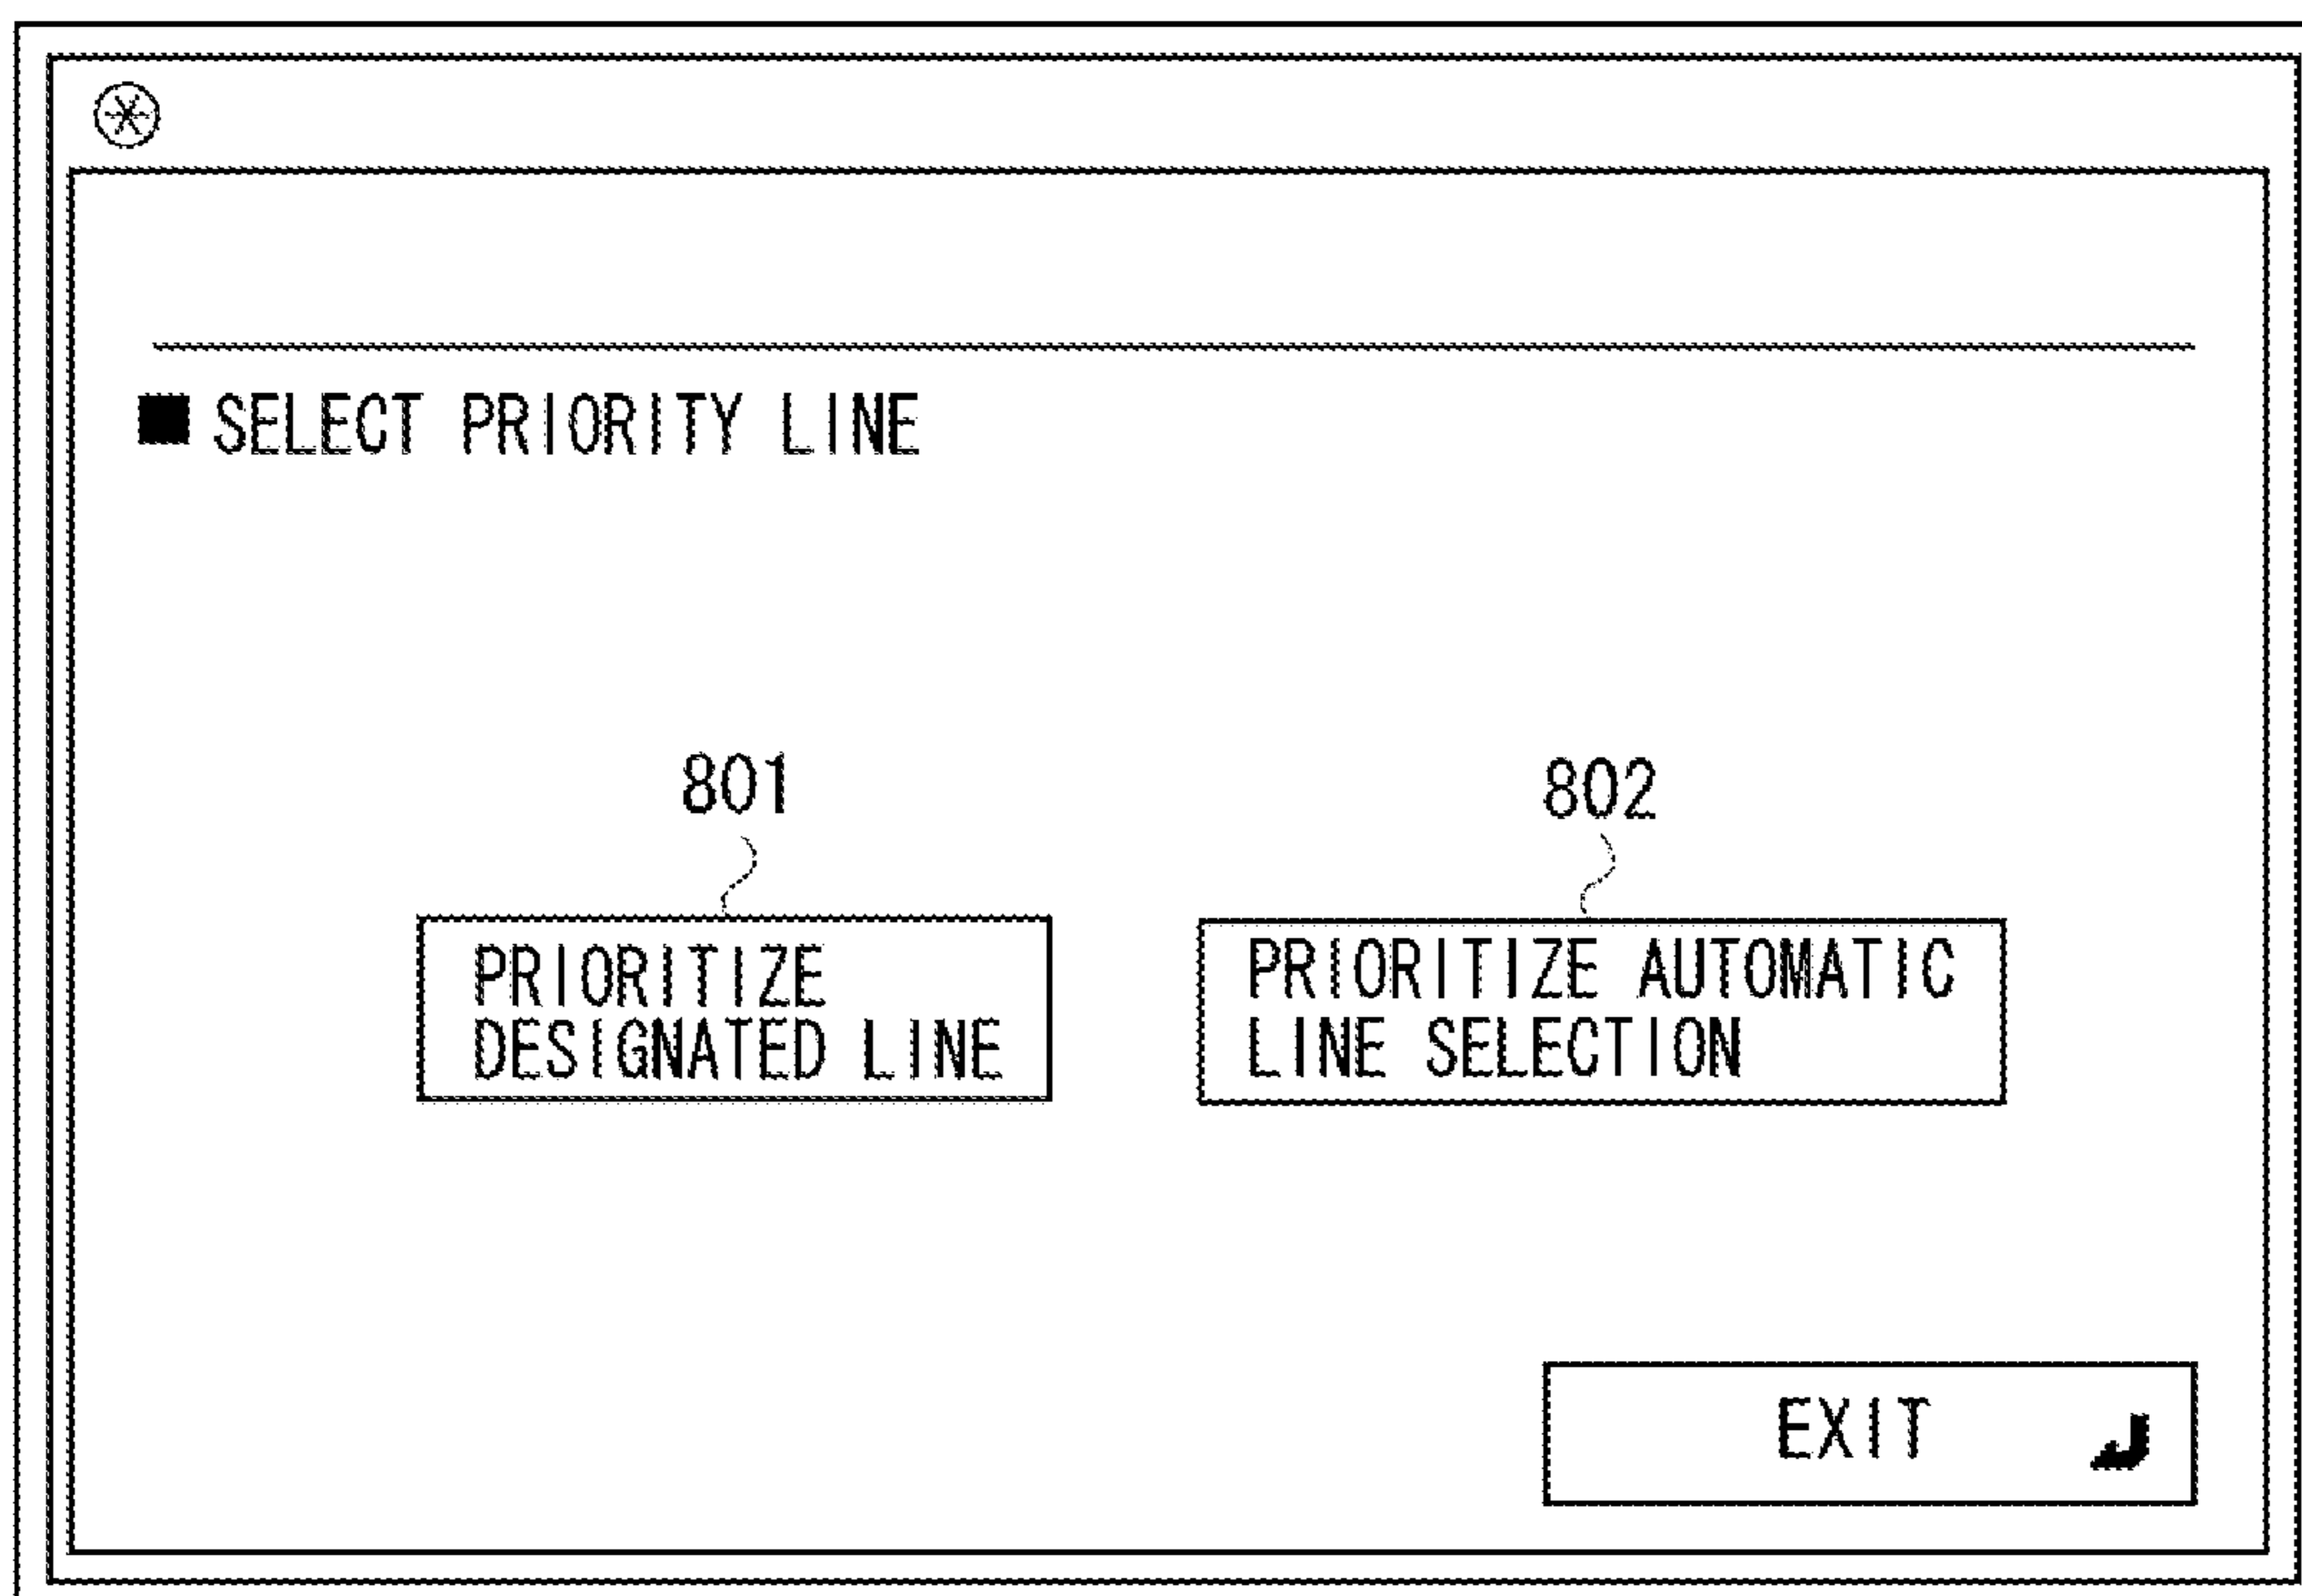 ■ SELECT PRIORITY LINE
801
802
PRIORITIZE
DESIGNATED LINE
PRIORITIZE AUTOMATIC
LINE SELECTION
EXIT